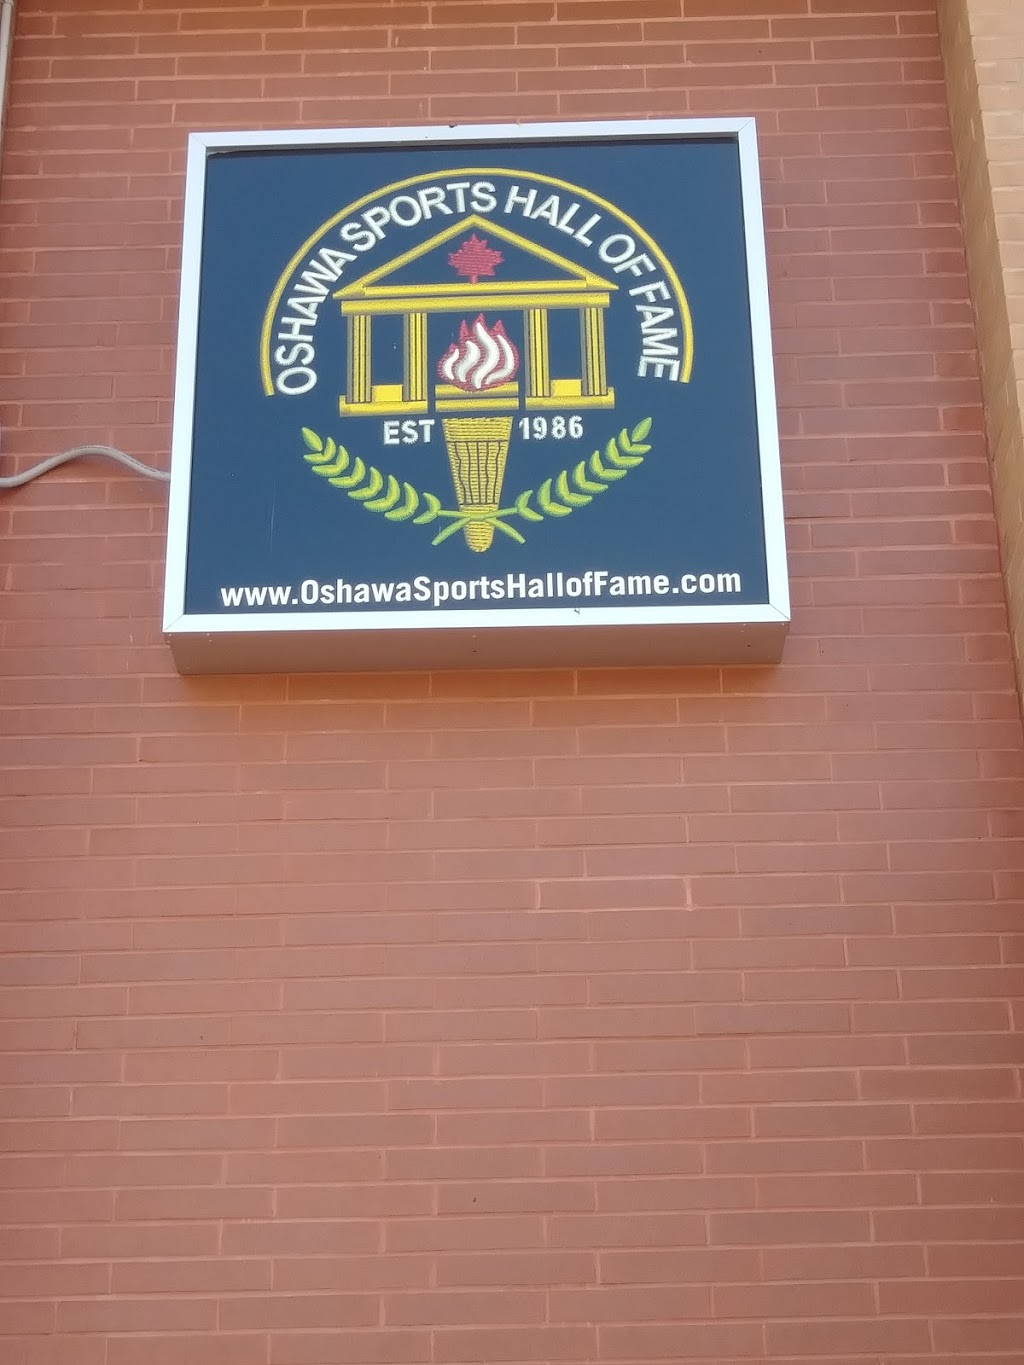 OSHAWA SPORTS HALL OF FAME
EST 1986
www.OshawaSportsHallofFame.com